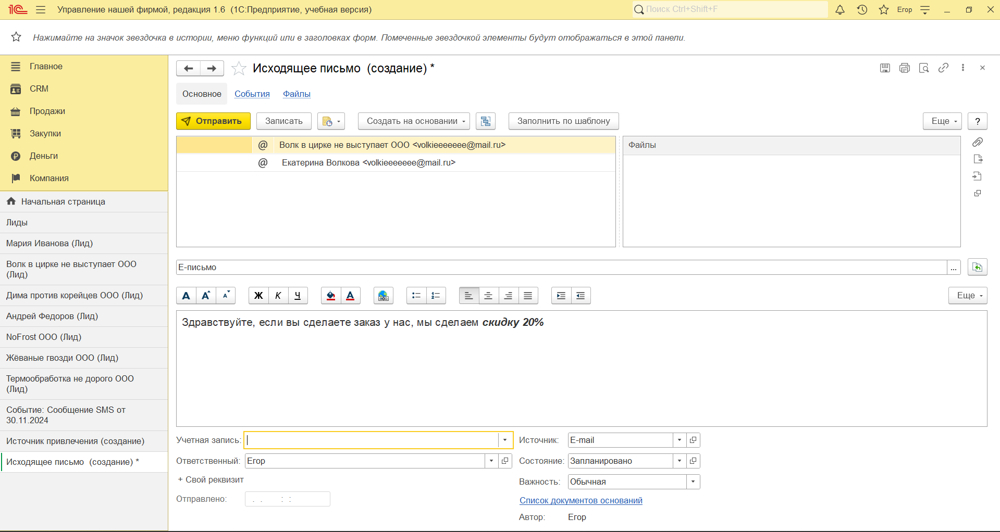 1С Управление нашей фирмой, редакция 1.6 (1С:Предприятие, учебная версия)
Поиск Ctrl+Shift+F
Егор
Нажимайте на значок звездочка в истории, меню функций или в заголовках форм. Помеченные звездочкой элементы будут отображаться в этой панели.
Главное
CRM
Продажи
Закупки
Деньги
Компания
Начальная страница
Лиды
Мария Иванова (Лид)
Волк в цирке не выступает ООО
(Лид)
Дима против корейцев ООО (Лид)
Андрей Федоров (Лид)
NoFrost ООО (Лид)
Жёваные гвозди ООО (Лид)
Термообработка не дорого ООО
(Лид)
Событие: Сообщение SMS от
30.11.2024
Источник привлечения (создание)
Исходящее письмо (создание) *
Исходящее письмо (создание) *
Основное События Файлы
Отправить Записать Создать на основании Заполнить по шаблону Еще ?
@ Волк в цирке не выступает ООО <volkieeeeeee@mail.ru>
@ Екатерина Волкова <volkieeeeeee@mail.ru>
Файлы
Е-письмо ...
А А А Ж К Ч А Еще
Здравствуйте, если вы сделаете заказ у нас, мы сделаем скидку 20%
Учетная запись: Источник: E-mail
Ответственный: Егор Состояние: Запланировано
+ Свой реквизит Важность: Обычная
Отправлено: . . : :
Список документов оснований
Автор: Егор